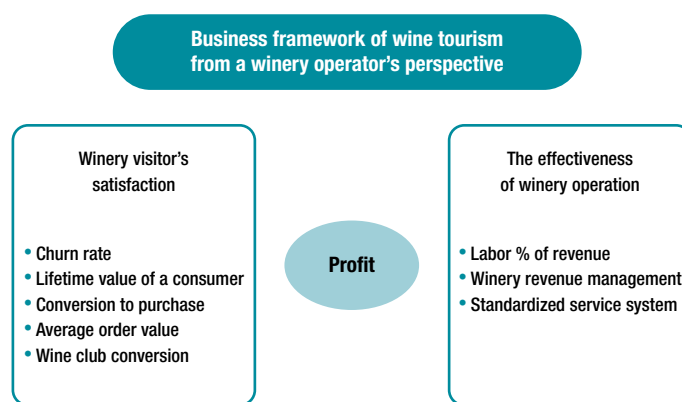 Business framework of wine tourism
from a winery operator's perspective
Winery visitor's
satisfaction
• Churn rate
• Lifetime value of a consumer
• Conversion to purchase
• Average order value
• Wine club conversion
Profit
The effectiveness
of winery operation
• Labor % of revenue
• Winery revenue management
• Standardized service system